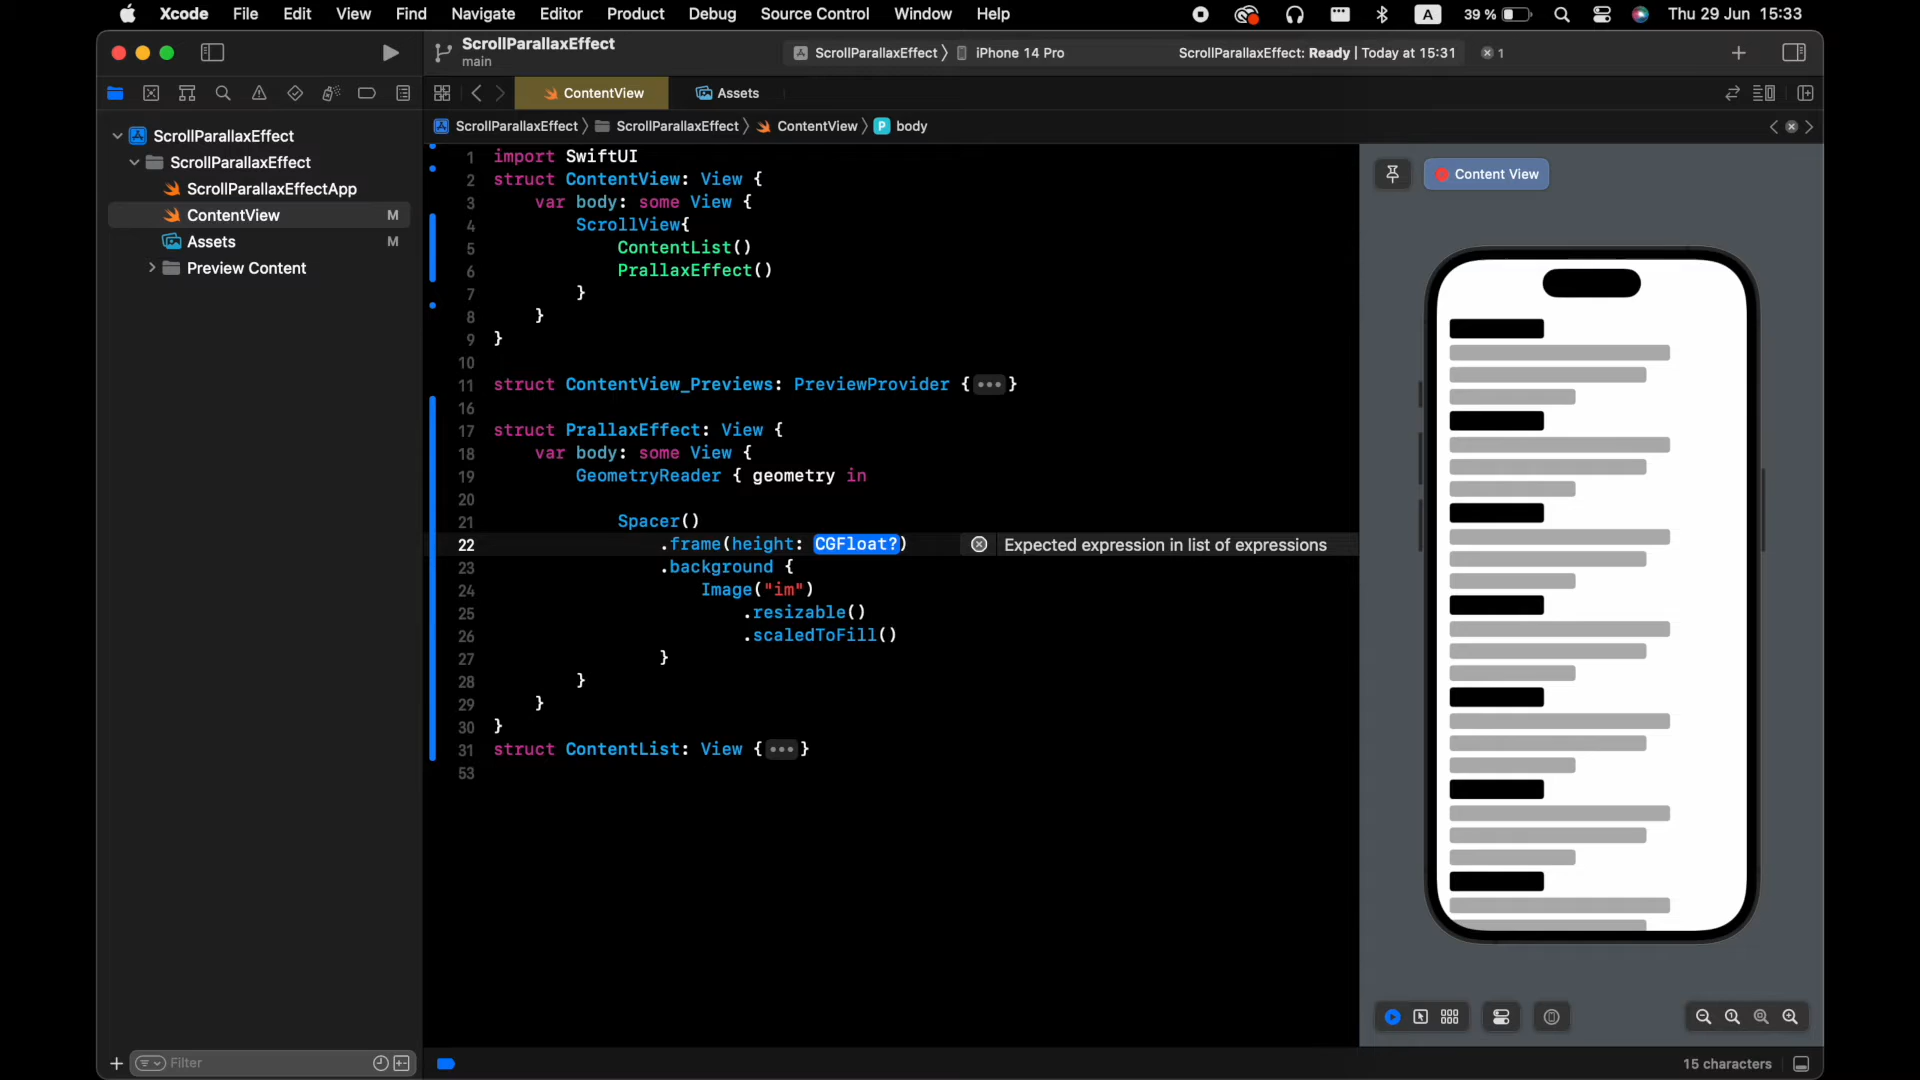 Xcode File Edit View Find Navigate Editor Product Debug Source Control Window Help A 39 % Thu 29 Jun 15:33
ScrollParallaxEffect
main
ScrollParallaxEffect iPhone 14 Pro ScrollParallaxEffect: Ready | Today at 15:31 1
ContentView Assets
ScrollParallaxEffect ScrollParallaxEffect ContentView P body
ScrollParallaxEffect
ScrollParallaxEffect
ScrollParallaxEffectApp
ContentView M
Assets M
Preview Content
1 import SwiftUI
2 struct ContentView: View {
3 var body: some View {
4 ScrollView{
5 ContentList()
6 PrallaxEffect()
7 }
8 }
9 }
10
11 struct ContentView_Previews: PreviewProvider {•••}
16
17 struct PrallaxEffect: View {
18 var body: some View {
19 GeometryReader { geometry in
20
21 Spacer()
22 .frame(height: CGFloat?) Expected expression in list of expressions
23 .background {
24 Image("im")
25 .resizable()
26 .scaledToFill()
27 }
28 }
29 }
30 }
31 struct ContentList: View {•••}
53
Content View
Filter
15 characters